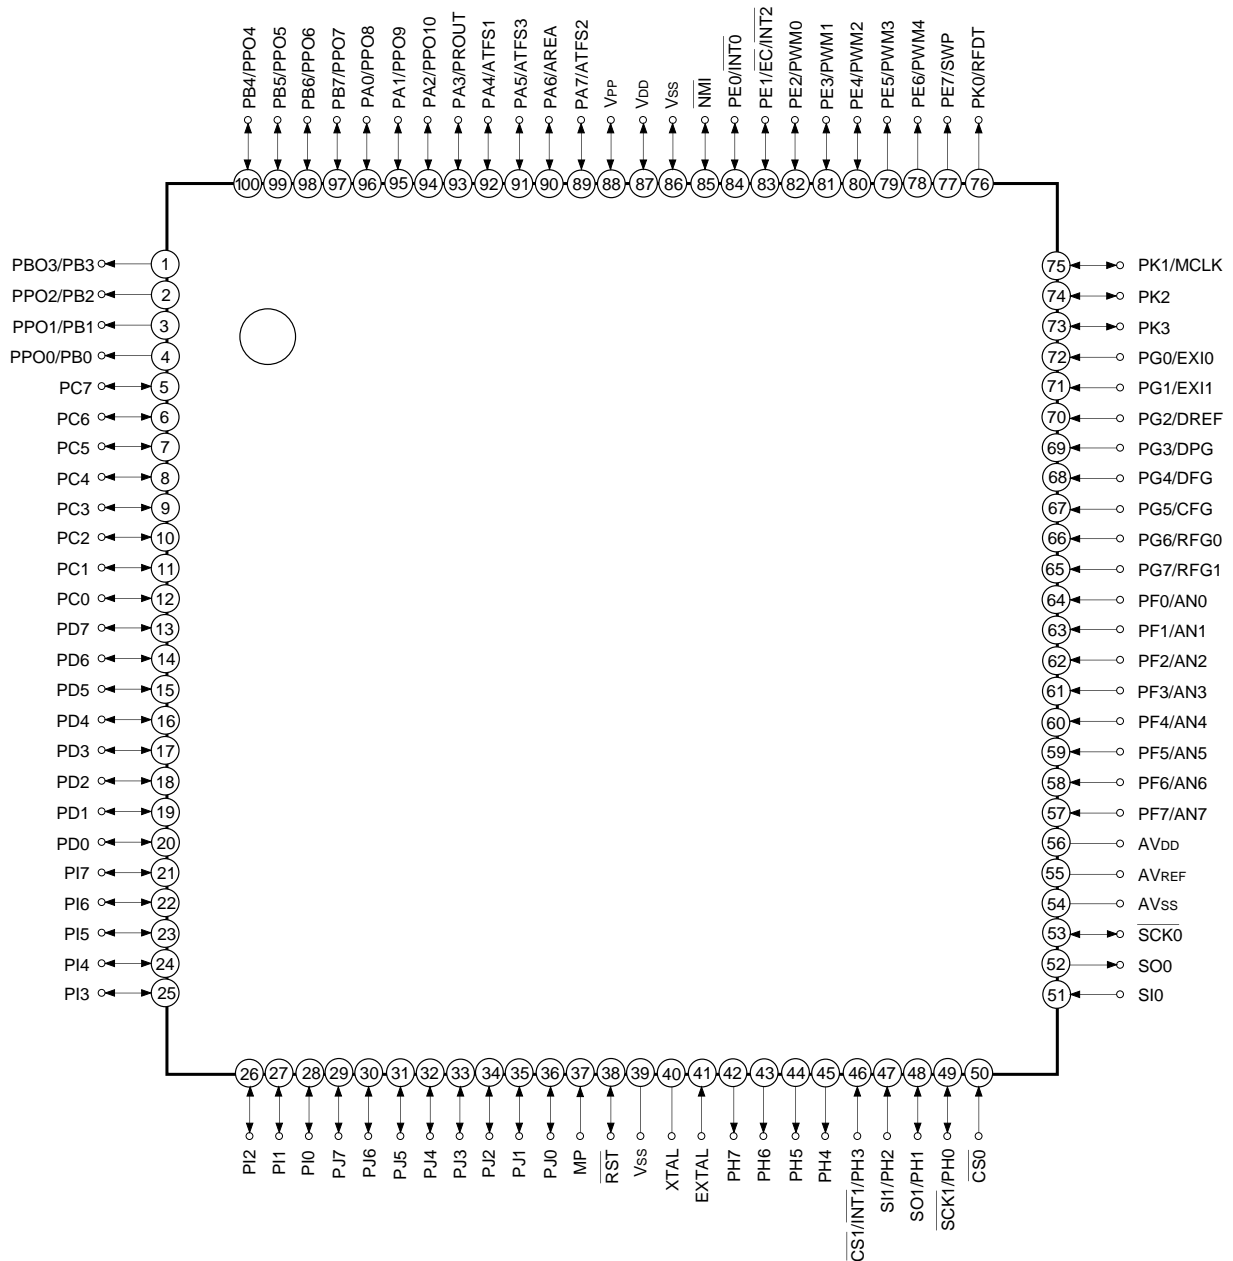 PB4/PPO4
PB5/PPO5
PB6/PPO6
PB7/PPO7
PA0/PPO8
PA1/PPO9
PA2/PPO10
PA3/PROUT
PA4/ATFS1
PA5/ATFS3
PA6/AREA
PA7/ATFS2
VPP
VDD
VSS
NMI
PE0/INT0
PE1/EC/INT2
PE2/PWM0
PE3/PWM1
PE4/PWM2
PE5/PWM3
PE6/PWM4
PE7/SWP
PK0/RFDT
100 99 98 97 96 95 94 93 92 91 90 89 88 87 86 85 84 83 82 81 80 79 78 77 76
PBO3/PB3 1
PPO2/PB2 2
PPO1/PB1 3
PPO0/PB0 4
PC7 5
PC6 6
PC5 7
PC4 8
PC3 9
PC2 10
PC1 11
PC0 12
PD7 13
PD6 14
PD5 15
PD4 16
PD3 17
PD2 18
PD1 19
PD0 20
PI7 21
PI6 22
PI5 23
PI4 24
PI3 25
75 PK1/MCLK
74 PK2
73 PK3
72 PG0/EXI0
71 PG1/EXI1
70 PG2/DREF
69 PG3/DPG
68 PG4/DFG
67 PG5/CFG
66 PG6/RFG0
65 PG7/RFG1
64 PF0/AN0
63 PF1/AN1
62 PF2/AN2
61 PF3/AN3
60 PF4/AN4
59 PF5/AN5
58 PF6/AN6
57 PF7/AN7
56 AVDD
55 AVREF
54 AVSS
53 SCK0
52 SO0
51 SI0
26 27 28 29 30 31 32 33 34 35 36 37 38 39 40 41 42 43 44 45 46 47 48 49 50
PI2
PI1
PI0
PJ7
PJ6
PJ5
PJ4
PJ3
PJ2
PJ1
PJ0
MP
RST
VSS
XTAL
EXTAL
PH7
PH6
PH5
PH4
CS1/INT1/PH3
SI1/PH2
SO1/PH1
SCK1/PH0
CS0